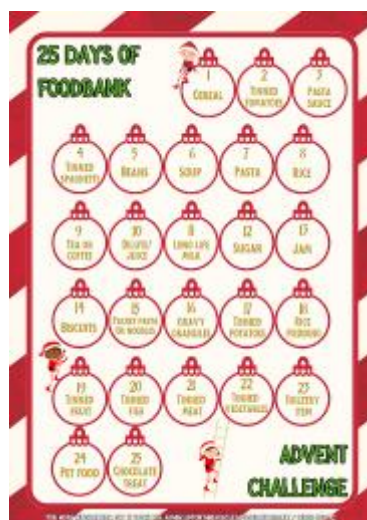 25 DAYS OF
FOODBANK
1
CEREAL
2
TINNED
TOMATOES
3
PASTA
SAUCE
4
TINNED
SPAGHETTI
5
BEANS
6
SOUP
7
PASTA
8
RICE
9
TEA OR
COFFEE
10
DILUTE/
JUICE
11
LONG LIFE
MILK
12
SUGAR
13
JAM
14
BISCUITS
15
PACKET PASTA
OR NOODLES
16
GRAVY
GRANULES
17
TINNED
POTATOES
18
RICE
PUDDING
19
TINNED
FRUIT
20
TINNED
FISH
21
TINNED
MEAT
22
TINNED
VEGETABLES
23
TOILETRY
ITEM
24
PET FOOD
25
CHOCOLATE
TREAT
ADVENT
CHALLENGE